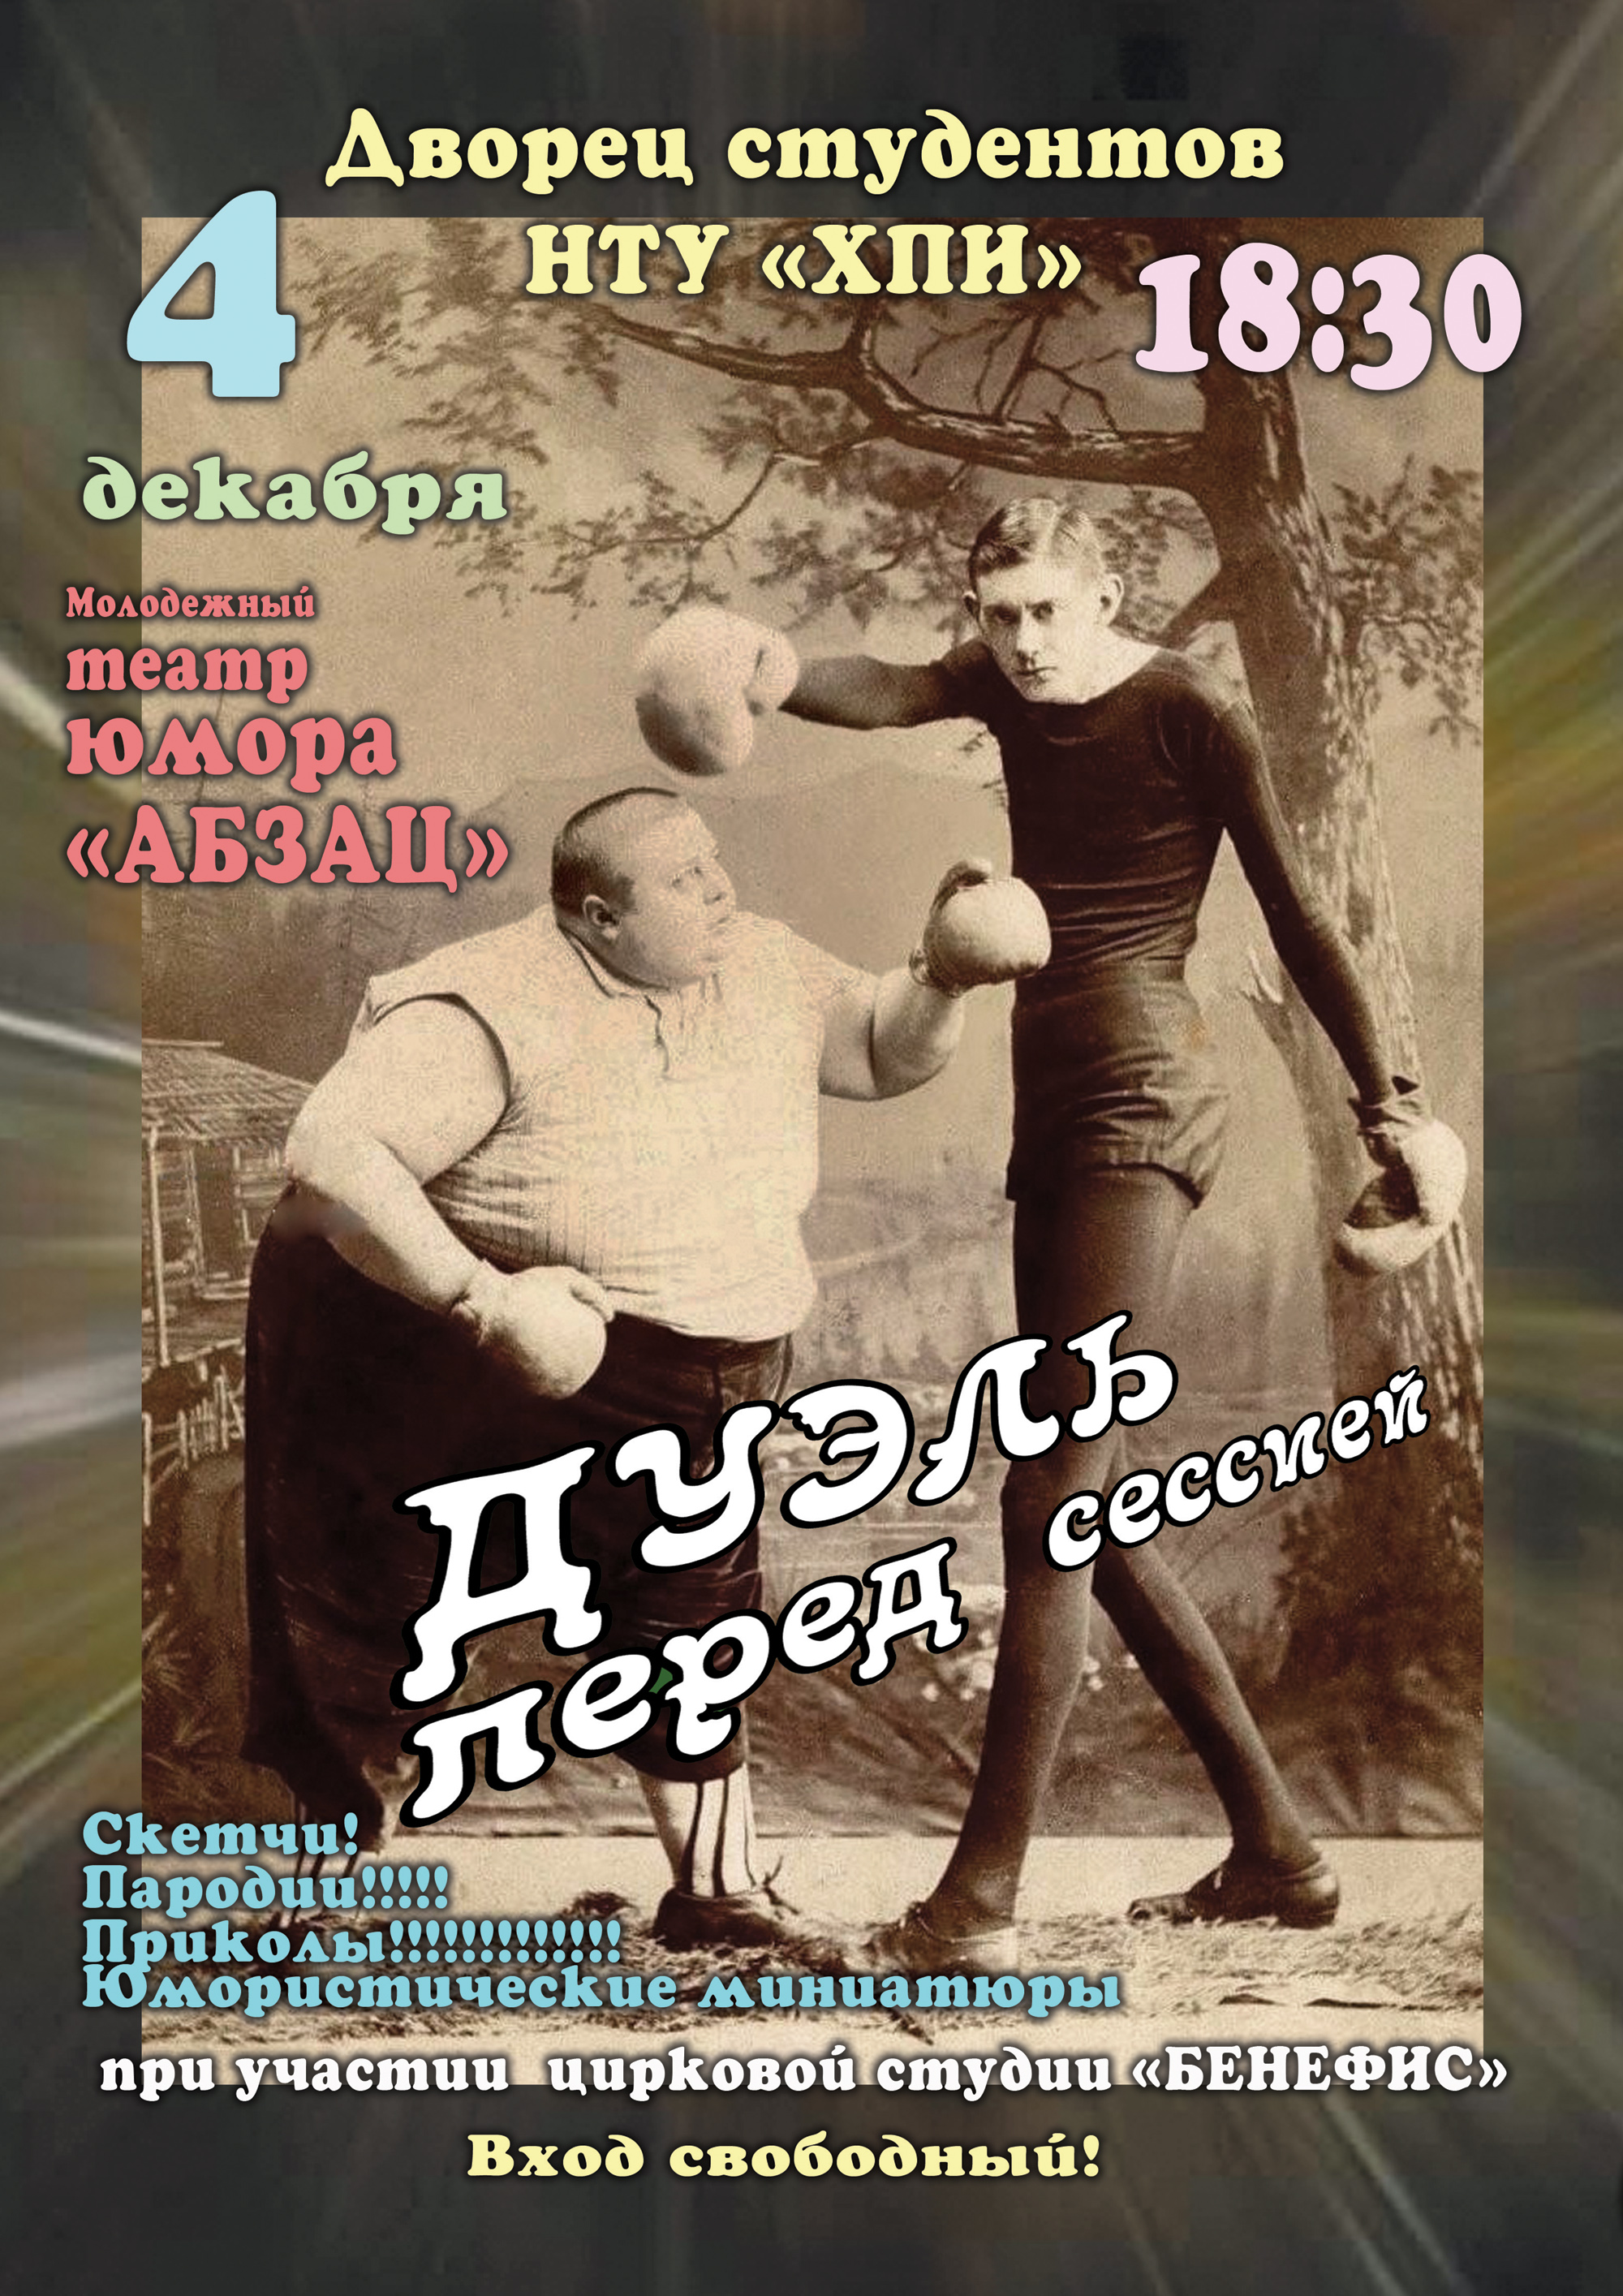 Дворец студентов
НТУ «ХПИ»
4
18:30
декабря
Молодежный
театр
юмора
«АБЗАЦ»
ДУЭЛЬ
перед сессией
Скетчи!
Пародии!!!!!
Приколы!!!!!!!!!!!!!
Юмористические миниатюры
при участии цирковой студии «БЕНЕФИС»
Вход свободный!